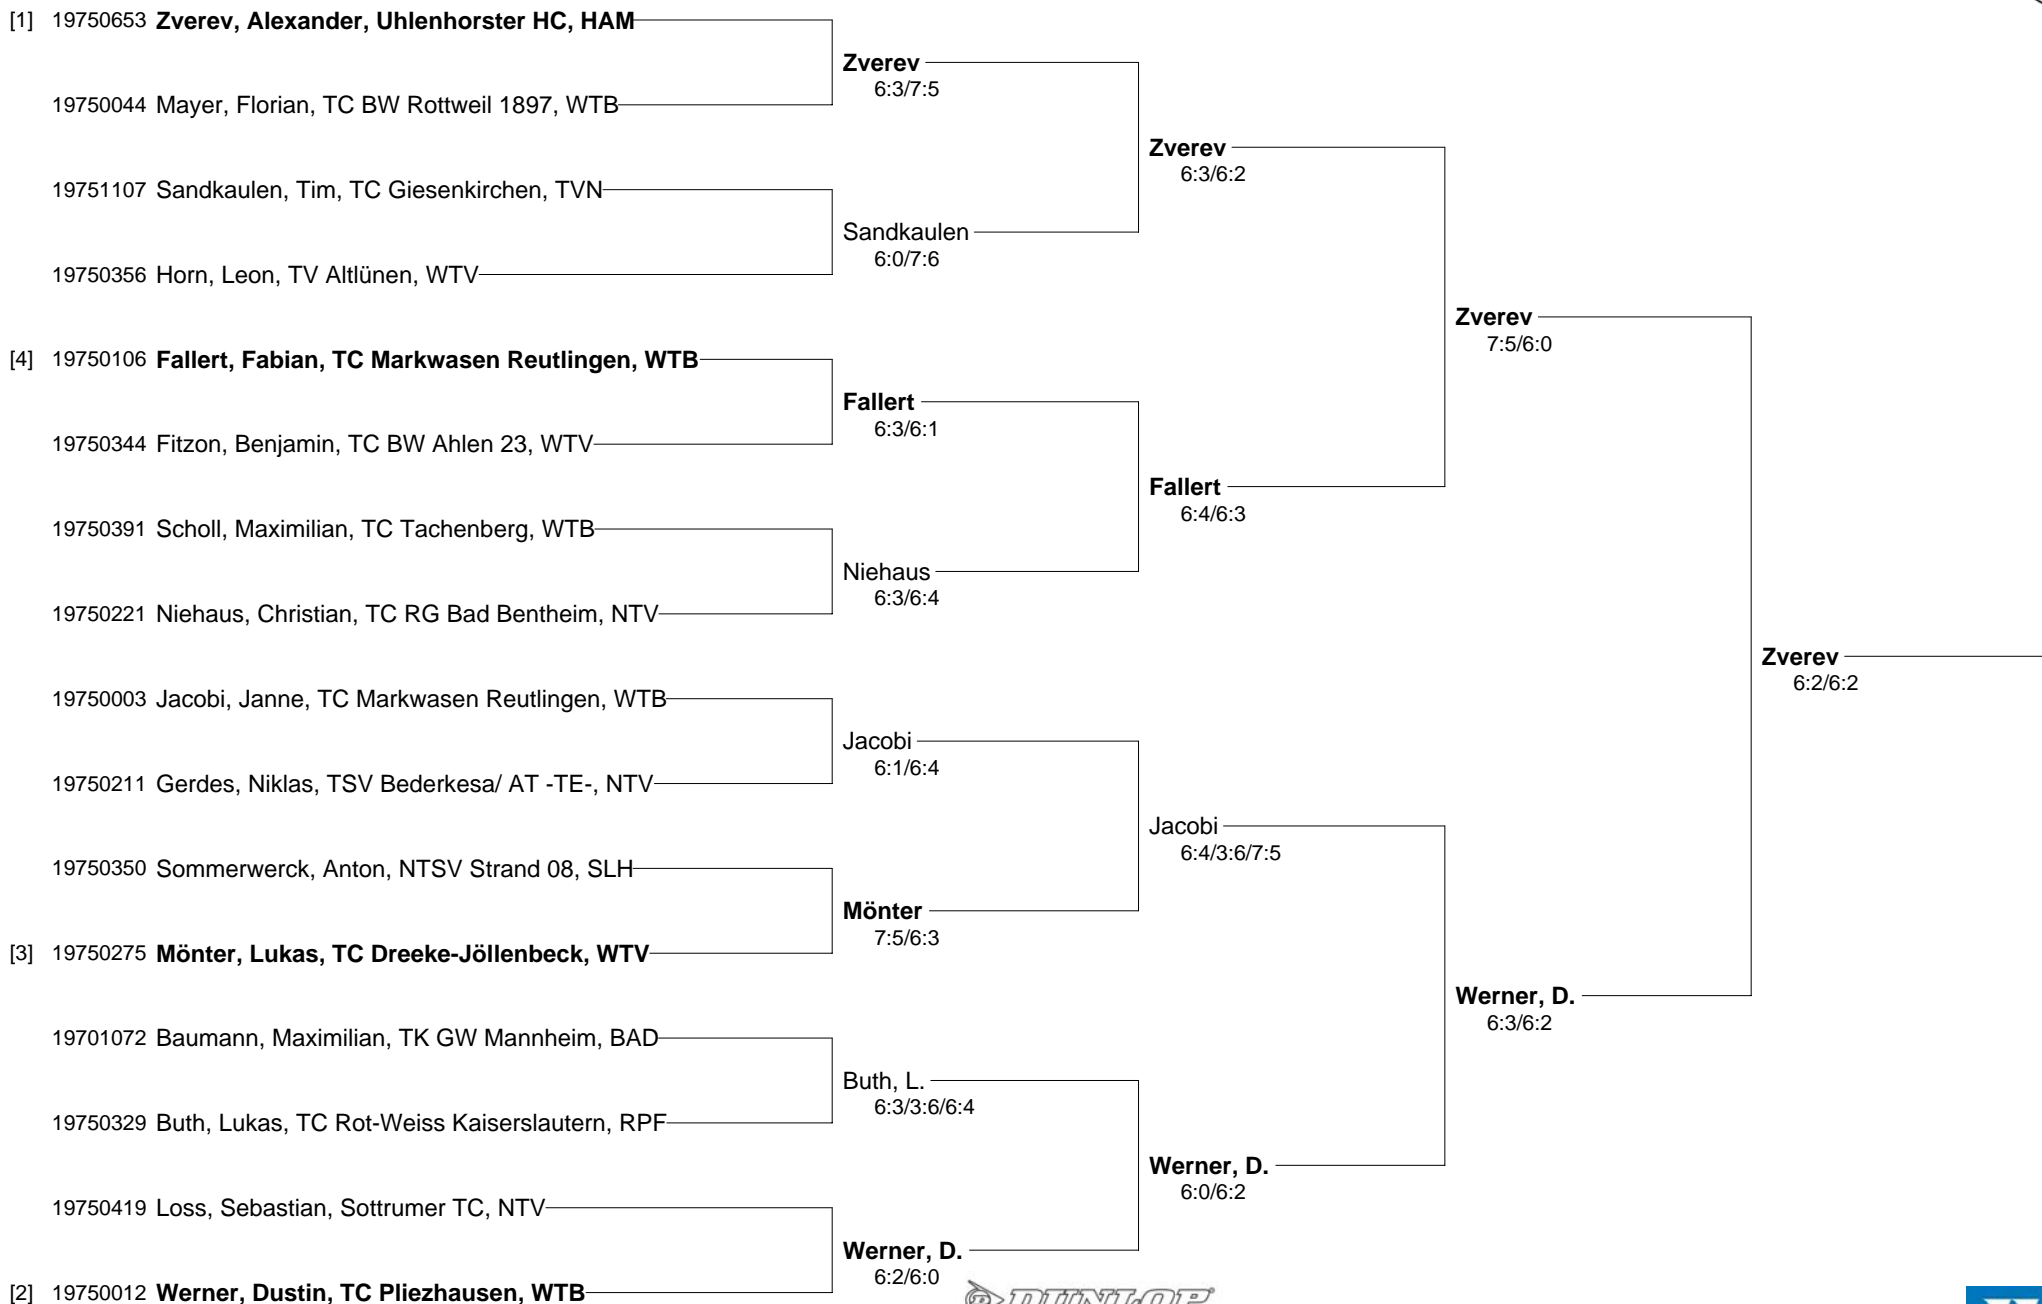 [1] 19750653 Zverev, Alexander, Uhlenhorster HC, HAM
Zverev
6:3/7:5
19750044 Mayer, Florian, TC BW Rottweil 1897, WTB
Zverev
6:3/6:2
19751107 Sandkaulen, Tim, TC Giesenkirchen, TVN
Sandkaulen
6:0/7:6
19750356 Horn, Leon, TV Altlünen, WTV
Zverev
7:5/6:0
[4] 19750106 Fallert, Fabian, TC Markwasen Reutlingen, WTB
Fallert
6:3/6:1
19750344 Fitzon, Benjamin, TC BW Ahlen 23, WTV
Fallert
6:4/6:3
19750391 Scholl, Maximilian, TC Tachenberg, WTB
Niehaus
6:3/6:4
19750221 Niehaus, Christian, TC RG Bad Bentheim, NTV
Zverev
6:2/6:2
19750003 Jacobi, Janne, TC Markwasen Reutlingen, WTB
Jacobi
6:1/6:4
19750211 Gerdes, Niklas, TSV Bederkesa/ AT -TE-, NTV
Jacobi
6:4/3:6/7:5
19750350 Sommerwerck, Anton, NTSV Strand 08, SLH
Mönter
7:5/6:3
[3] 19750275 Mönter, Lukas, TC Dreeke-Jöllenbeck, WTV
Werner, D.
6:3/6:2
19701072 Baumann, Maximilian, TK GW Mannheim, BAD
Buth, L.
6:3/3:6/6:4
19750329 Buth, Lukas, TC Rot-Weiss Kaiserslautern, RPF
Werner, D.
6:0/6:2
19750419 Loss, Sebastian, Sottrumer TC, NTV
Werner, D.
6:2/6:0
[2] 19750012 Werner, Dustin, TC Pliezhausen, WTB
DUNLOP